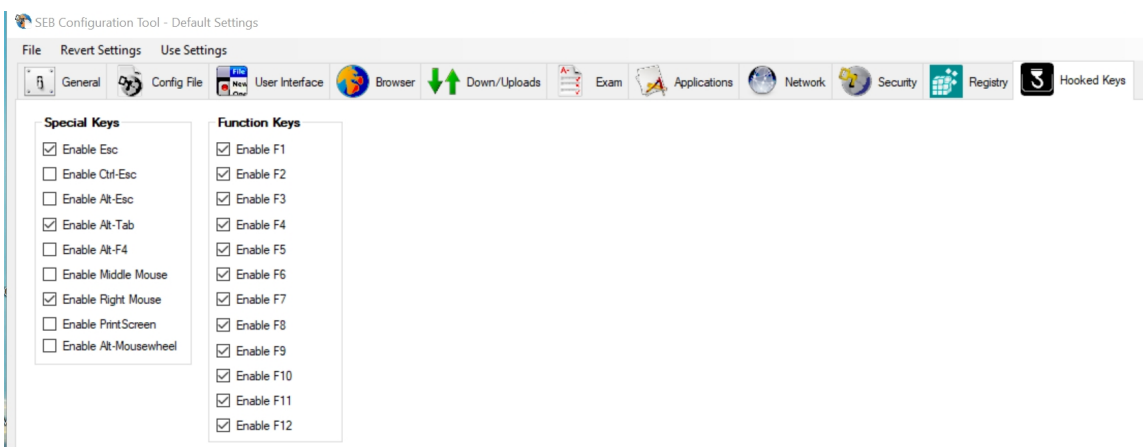 SEB Configuration Tool - Default Settings
File Revert Settings Use Settings
General Config File User Interface Browser Down/Uploads Exam Applications Network Security Registry Hooked Keys
Special Keys
Enable Esc
Enable Ctrl-Esc
Enable Alt-Esc
Enable Alt-Tab
Enable Alt-F4
Enable Middle Mouse
Enable Right Mouse
Enable PrintScreen
Enable Alt-Mousewheel
Function Keys
Enable F1
Enable F2
Enable F3
Enable F4
Enable F5
Enable F6
Enable F7
Enable F8
Enable F9
Enable F10
Enable F11
Enable F12